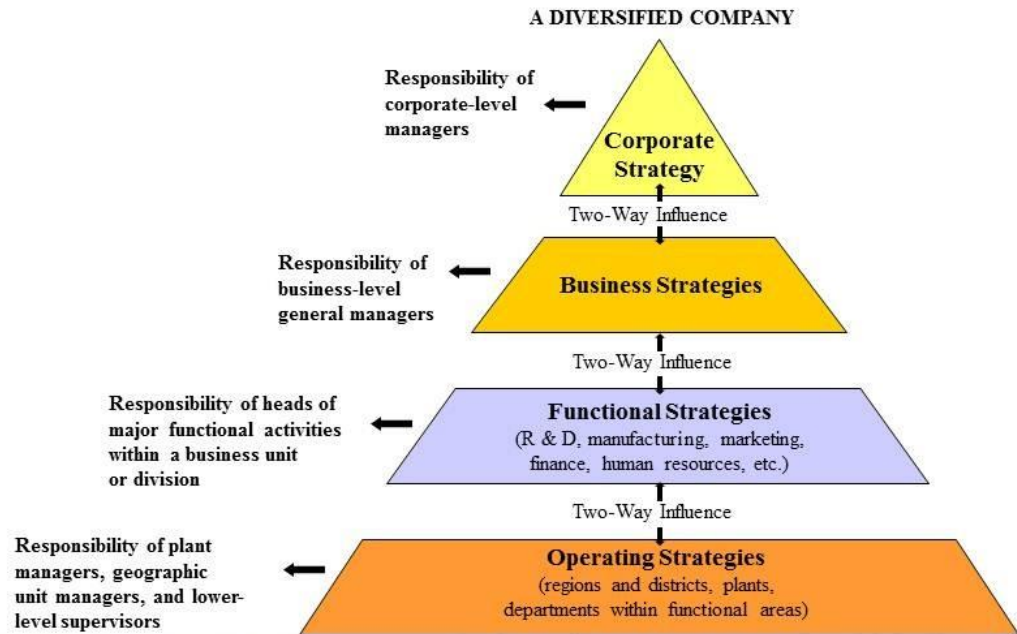 A DIVERSIFIED COMPANY
Responsibility of
corporate-level
managers
Corporate
Strategy
Two-Way Influence
Responsibility of
business-level
general managers
Business Strategies
Two-Way Influence
Responsibility of heads of
major functional activities
within a business unit
or division
Functional Strategies
(R & D, manufacturing, marketing,
finance, human resources, etc.)
Two-Way Influence
Responsibility of plant
managers, geographic
unit managers, and lower-
level supervisors
Operating Strategies
(regions and districts, plants,
departments within functional areas)